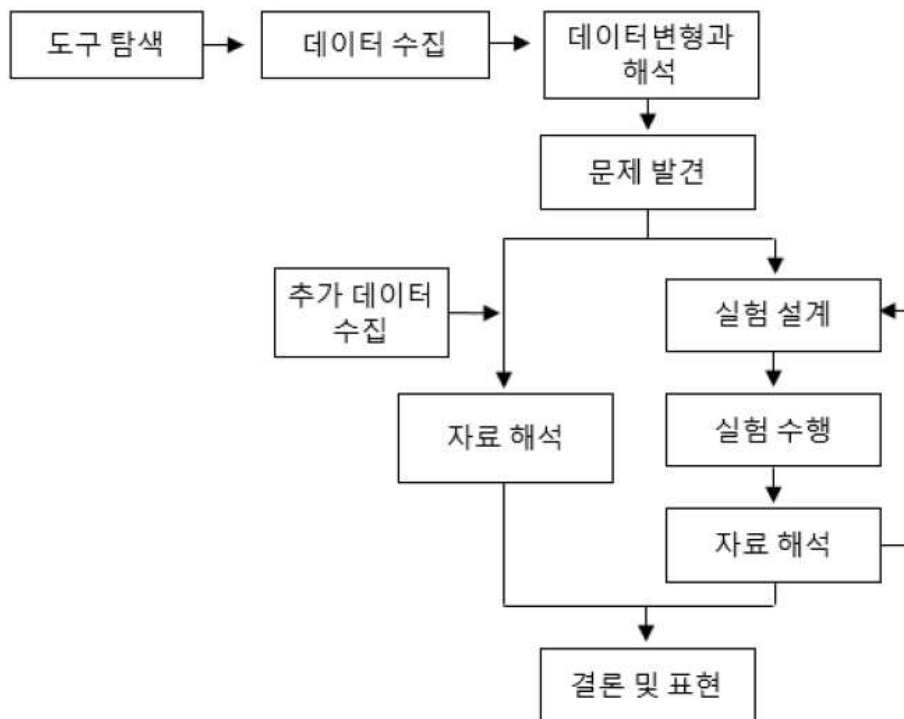 도구 탐색
데이터 수집
데이터변형과
해석
문제 발견
추가 데이터
수집
실험 설계
자료 해석
실험 수행
자료 해석
결론 및 표현